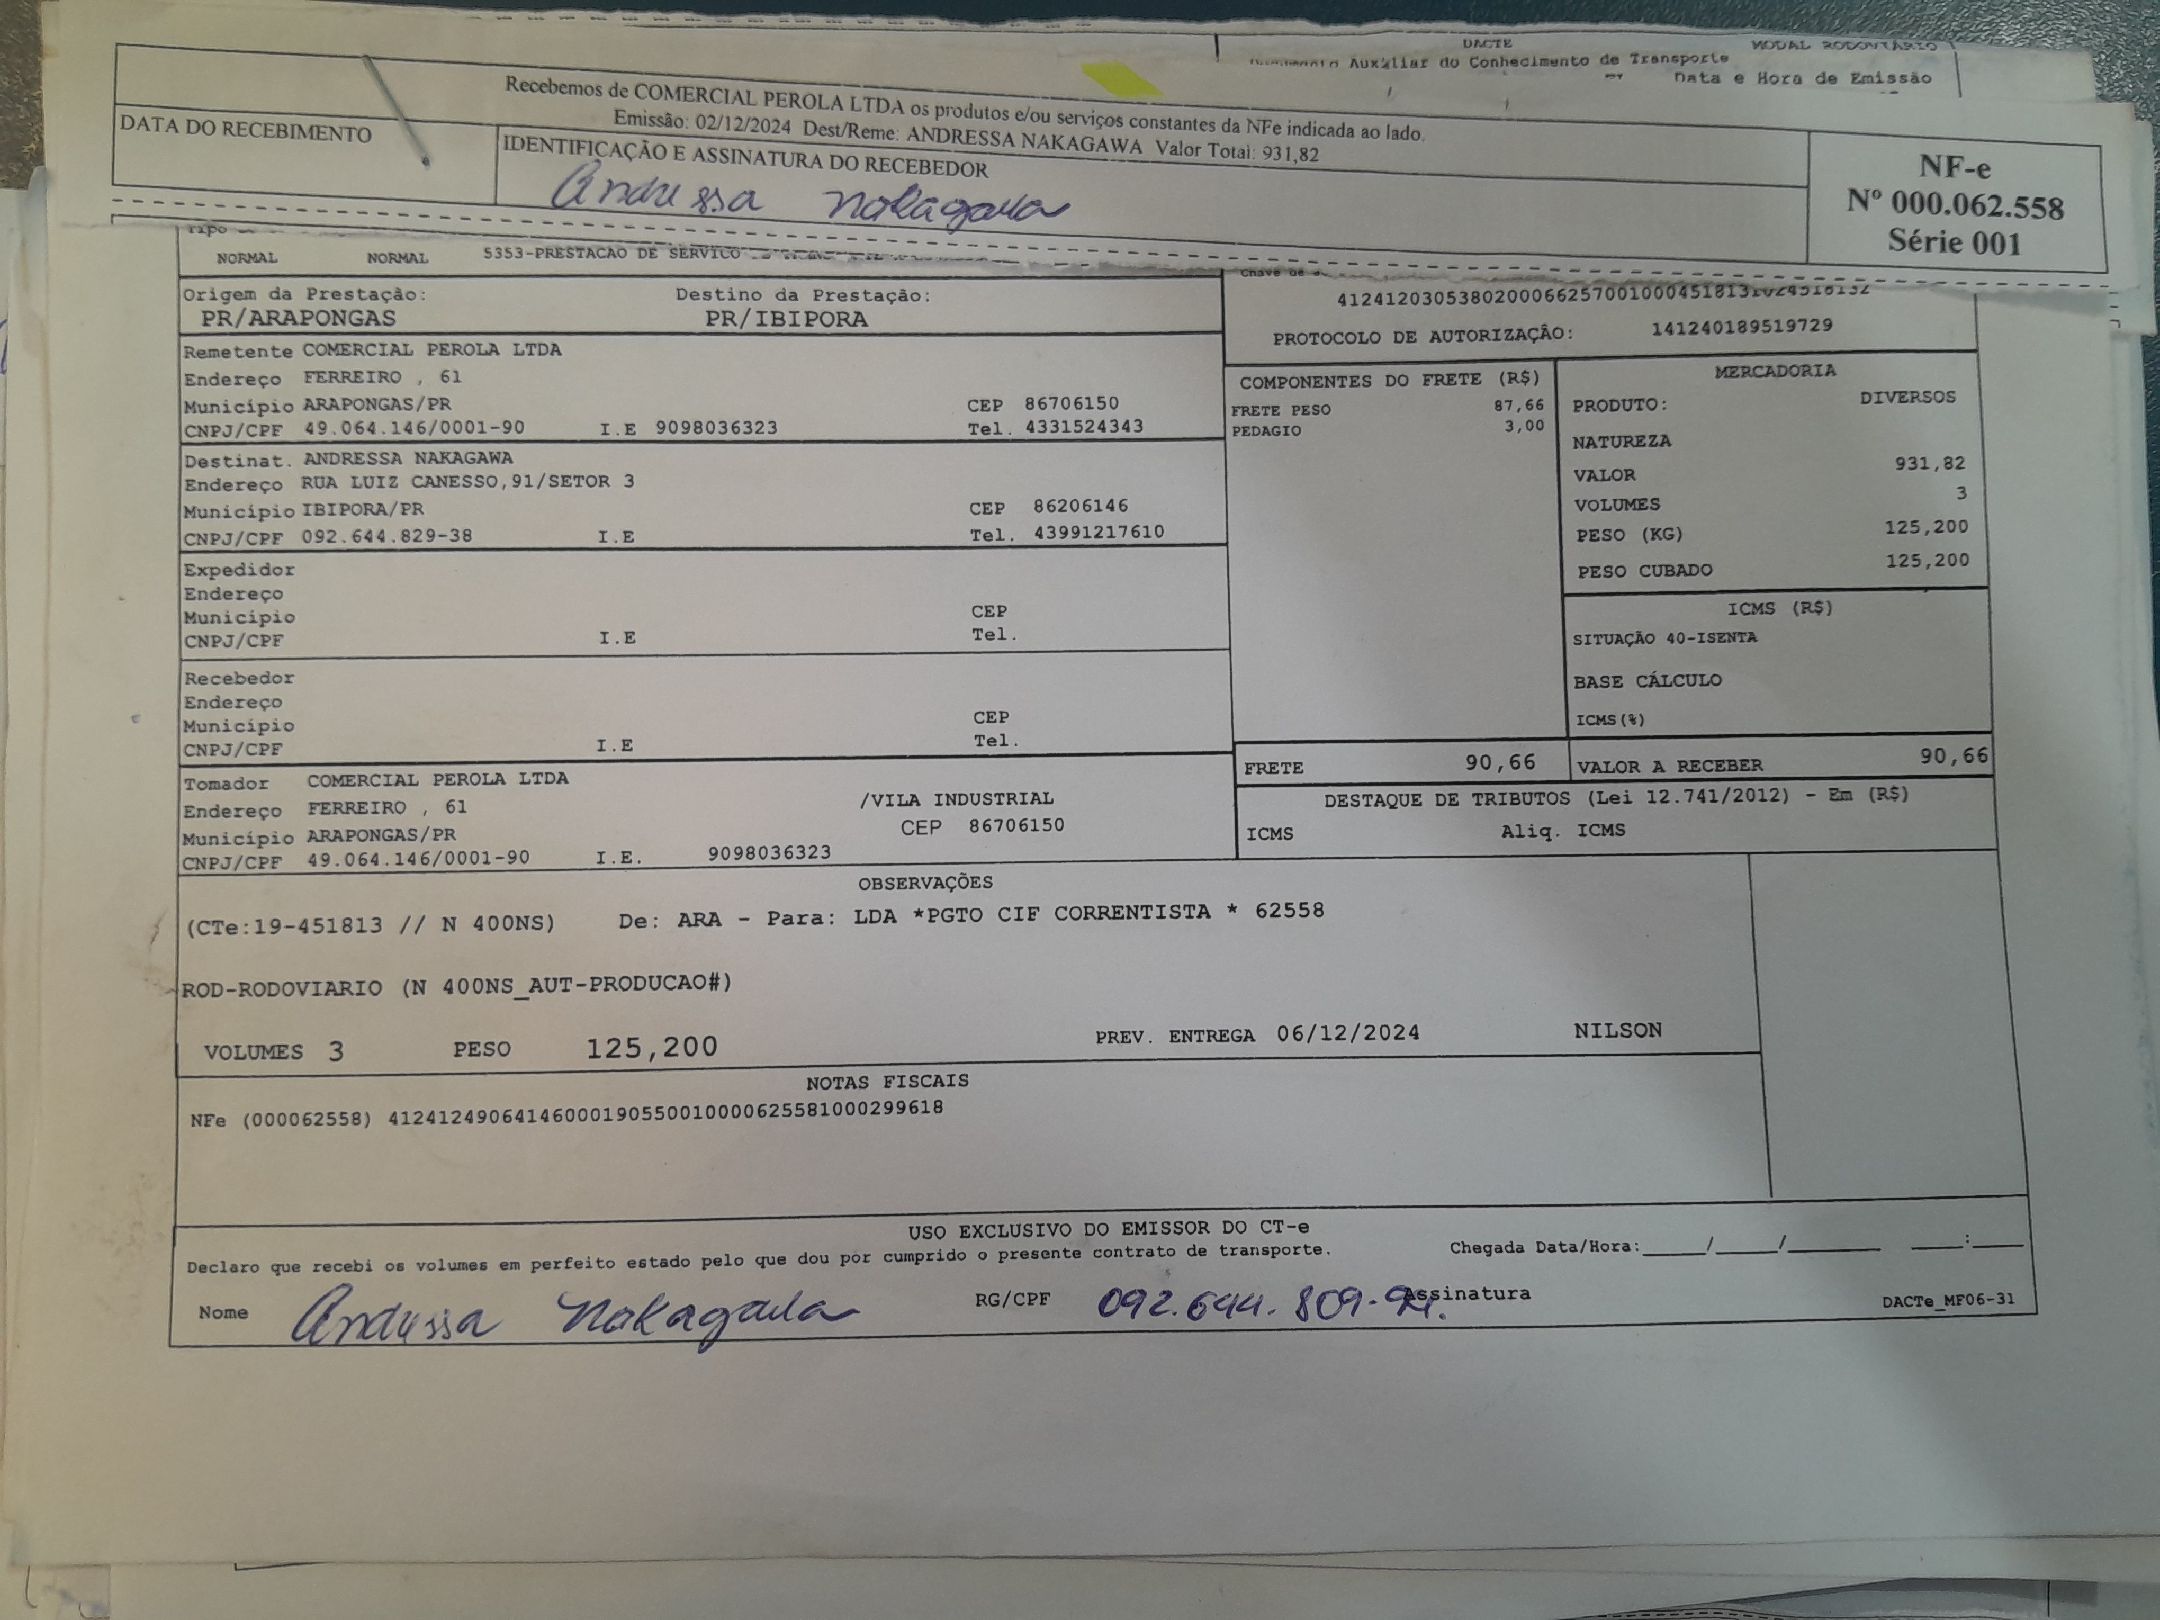 DACTE MODAL RODOVIÁRIO
Auxiliar do Conhecimento de Transporte
Data e Hora de Emissão
Recebemos de COMERCIAL PEROLA LTDA os produtos e/ou serviços constantes da NFe indicada ao lado.
Emissão: 02/12/2024 Dest/Reme: ANDRESSA NAKAGAWA Valor Total: 931,82
DATA DO RECEBIMENTO
IDENTIFICAÇÃO E ASSINATURA DO RECEBEDOR
Andressa Nakagawa
NF-e
Nº 000.062.558
Série 001
Tipo
NORMAL NORMAL 5353-PRESTACAO DE SERVICO
Origem da Prestação: Destino da Prestação:
PR/ARAPONGAS PR/IBIPORA
Remetente COMERCIAL PEROLA LTDA
Endereço FERREIRO , 61
Município ARAPONGAS/PR CEP 86706150
CNPJ/CPF 49.064.146/0001-90 I.E 9098036323 Tel. 4331524343
Destinat. ANDRESSA NAKAGAWA
Endereço RUA LUIZ CANESSO,91/SETOR 3
Município IBIPORA/PR CEP 86206146
CNPJ/CPF 092.644.829-38 I.E Tel. 43991217610
Expedidor
Endereço
Município CEP
CNPJ/CPF I.E Tel.
Recebedor
Endereço
Município CEP
CNPJ/CPF I.E Tel.
Tomador COMERCIAL PEROLA LTDA
Endereço FERREIRO , 61 /VILA INDUSTRIAL
Município ARAPONGAS/PR CEP 86706150
CNPJ/CPF 49.064.146/0001-90 I.E. 9098036323
PROTOCOLO DE AUTORIZAÇÃO: 141240189519729
COMPONENTES DO FRETE (R$)
FRETE PESO 87,66
PEDAGIO 3,00
MERCADORIA
PRODUTO: DIVERSOS
NATUREZA
VALOR 931,82
VOLUMES 3
PESO (KG) 125,200
PESO CUBADO 125,200
ICMS (R$)
SITUAÇÃO 40-ISENTA
BASE CÁLCULO
ICMS(%)
FRETE 90,66 VALOR A RECEBER 90,66
DESTAQUE DE TRIBUTOS (Lei 12.741/2012) - Em (R$)
ICMS Aliq. ICMS
OBSERVAÇÕES
(CTe:19-451813 // N 400NS) De: ARA - Para: LDA *PGTO CIF CORRENTISTA * 62558
ROD-RODOVIARIO (N 400NS_AUT-PRODUCAO#)
VOLUMES 3 PESO 125,200 PREV. ENTREGA 06/12/2024 NILSON
NOTAS FISCAIS
NFe (000062558) 41241249064146000190550010000625581000299618
USO EXCLUSIVO DO EMISSOR DO CT-e
Declaro que recebi os volumes em perfeito estado pelo que dou por cumprido o presente contrato de transporte. Chegada Data/Hora:____/____/______ ___:___
Nome Andressa Nakagawa RG/CPF 092.644.809- Assinatura
DACTe_MF06-31